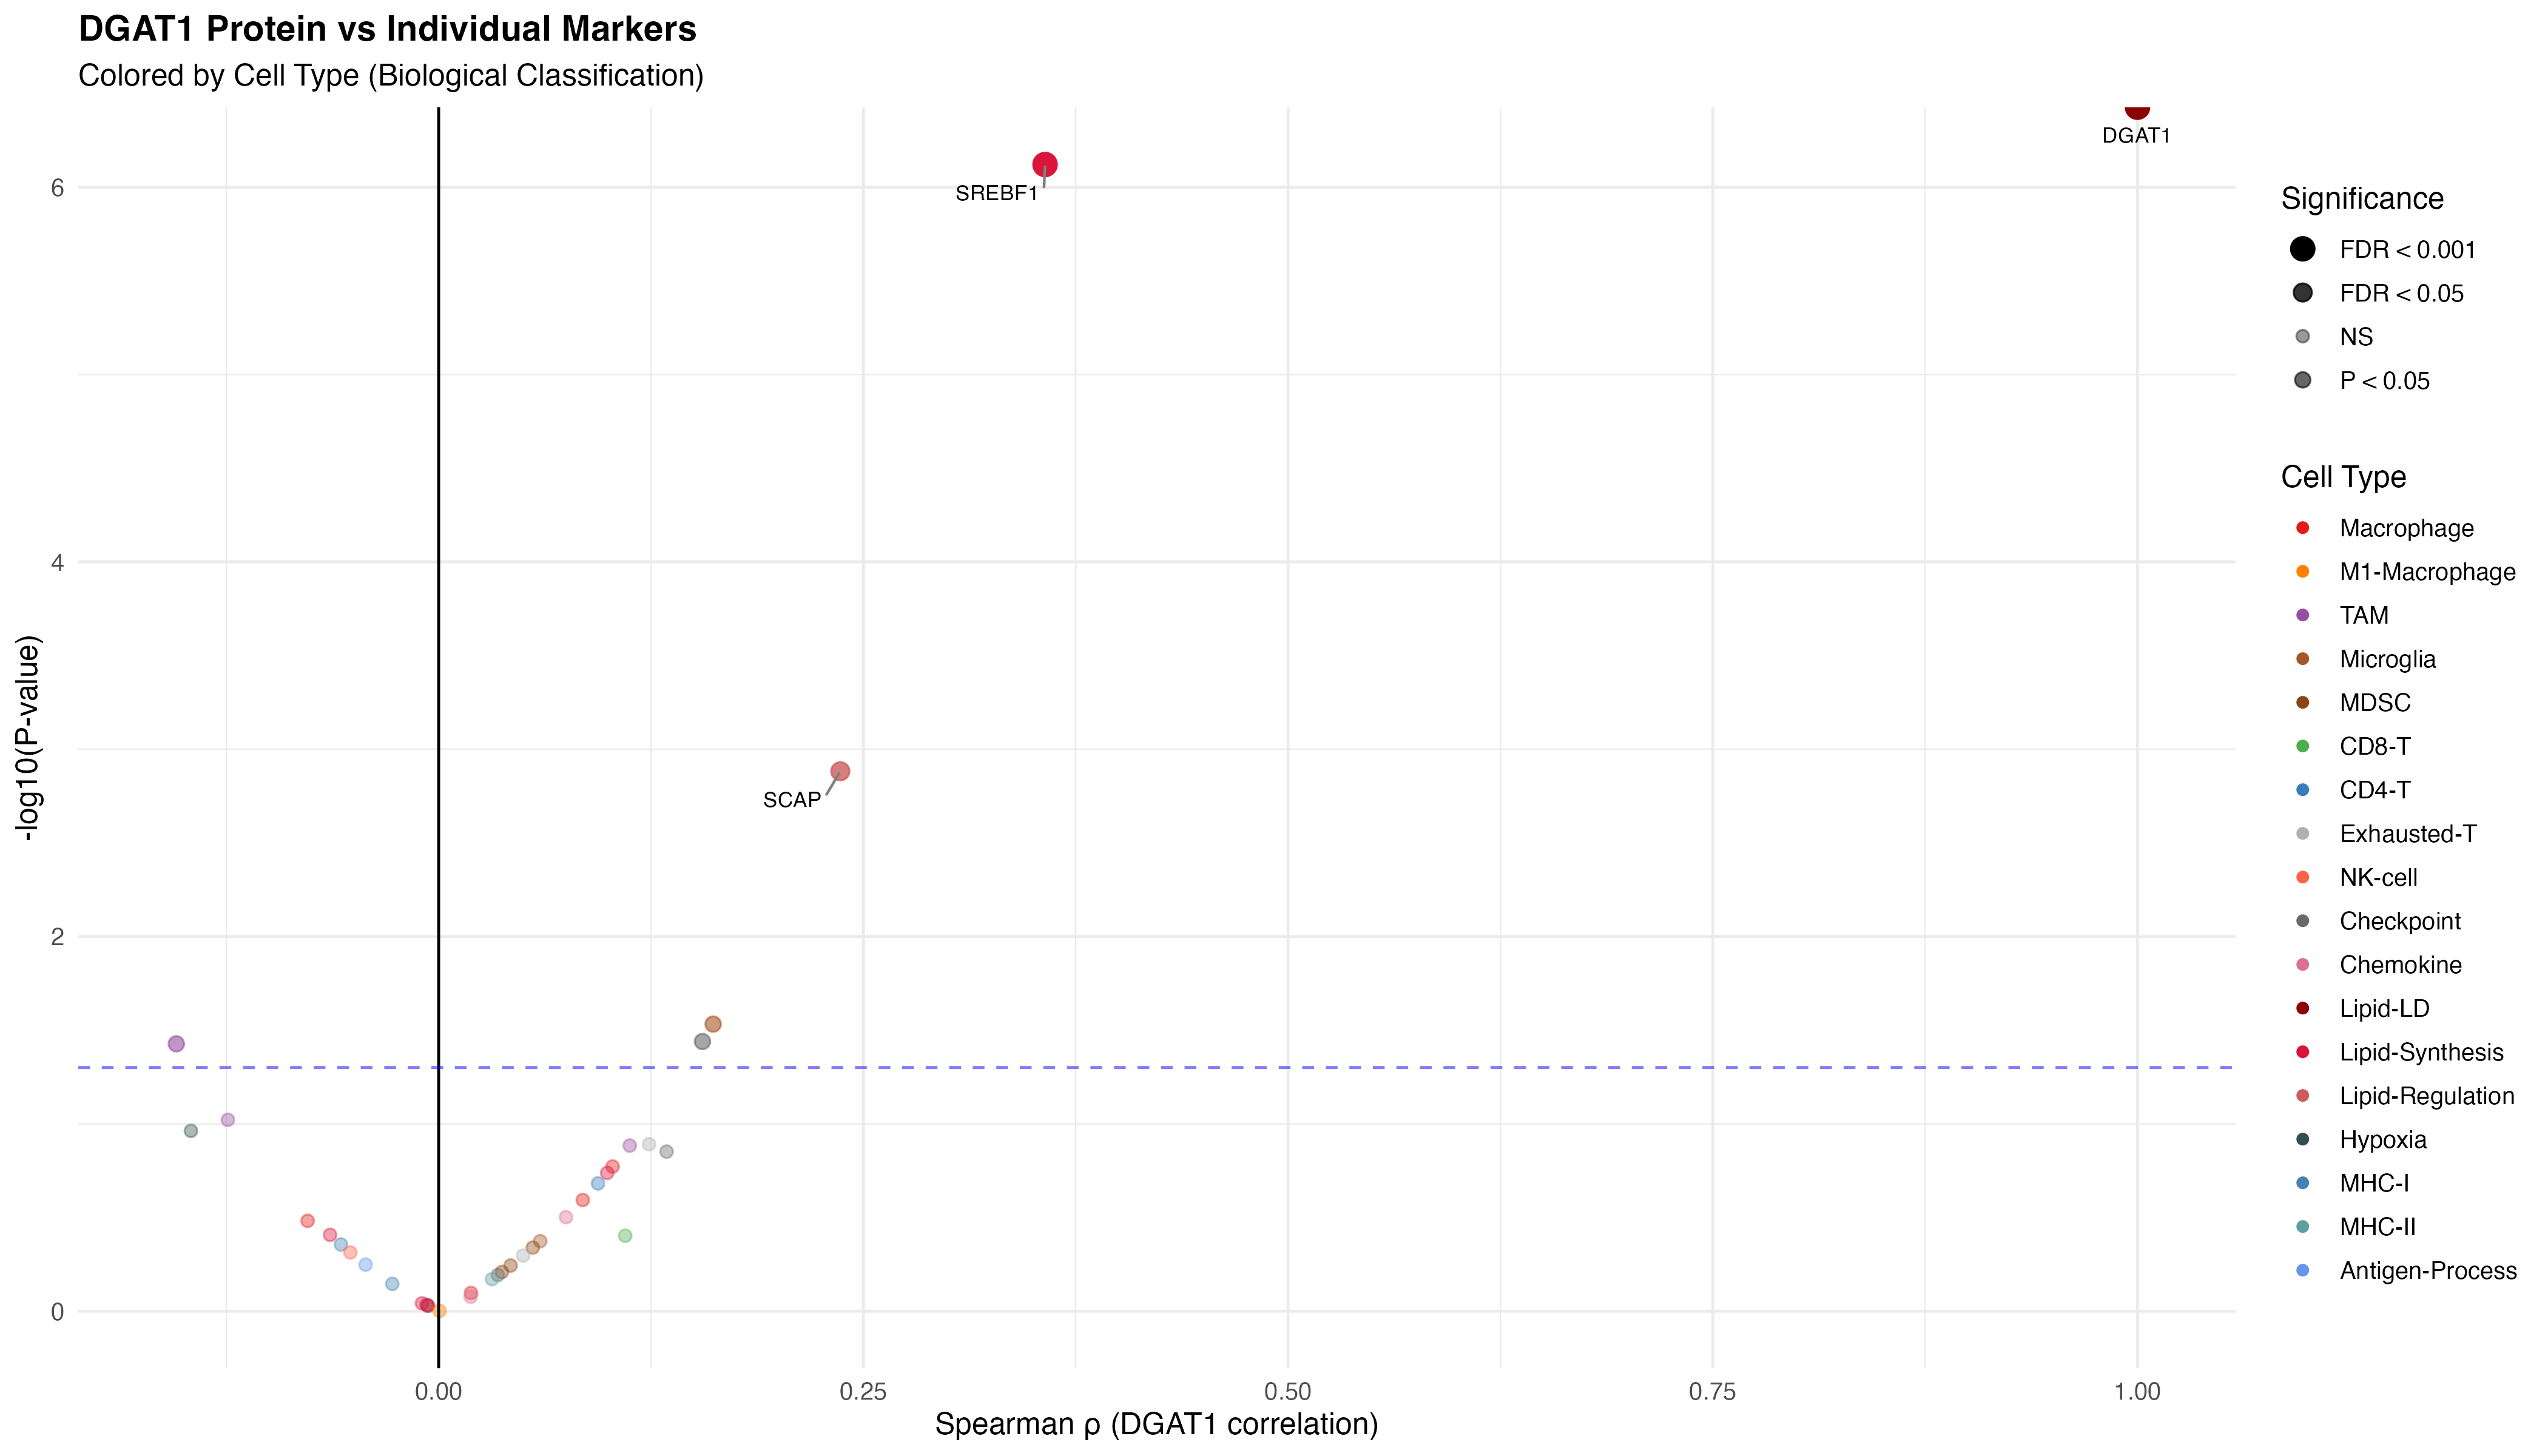 DGAT1 Protein vs Individual Markers
Colored by Cell Type (Biological Classification)
-log10(P-value)
6
4
2
0
DGAT1
SREBF1
SCAP
0.00
0.25
0.50
0.75
1.00
Spearman ρ (DGAT1 correlation)
Significance
FDR < 0.001
FDR < 0.05
NS
P < 0.05
Cell Type
Macrophage
M1-Macrophage
TAM
Microglia
MDSC
CD8-T
CD4-T
Exhausted-T
NK-cell
Checkpoint
Chemokine
Lipid-LD
Lipid-Synthesis
Lipid-Regulation
Hypoxia
MHC-I
MHC-II
Antigen-Process